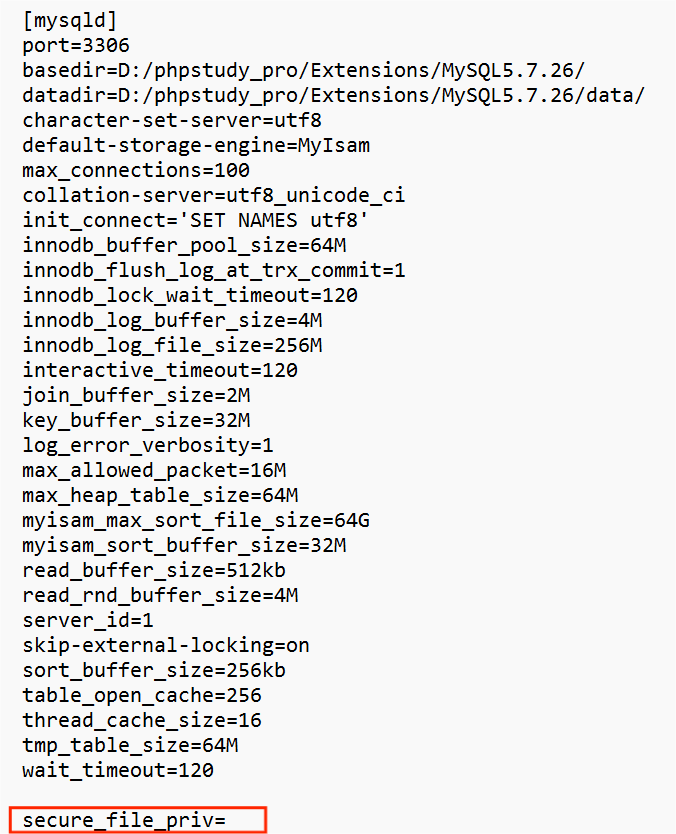 [mysqld]
port=3306
basedir=D:/phpstudy_pro/Extensions/MySQL5.7.26/
datadir=D:/phpstudy_pro/Extensions/MySQL5.7.26/data/
character-set-server=utf8
default-storage-engine=MyIsam
max_connections=100
collation-server=utf8_unicode_ci
init_connect='SET NAMES utf8'
innodb_buffer_pool_size=64M
innodb_flush_log_at_trx_commit=1
innodb_lock_wait_timeout=120
innodb_log_buffer_size=4M
innodb_log_file_size=256M
interactive_timeout=120
join_buffer_size=2M
key_buffer_size=32M
log_error_verbosity=1
max_allowed_packet=16M
max_heap_table_size=64M
myisam_max_sort_file_size=64G
myisam_sort_buffer_size=32M
read_buffer_size=512kb
read_rnd_buffer_size=4M
server_id=1
skip-external-locking=on
sort_buffer_size=256kb
table_open_cache=256
thread_cache_size=16
tmp_table_size=64M
wait_timeout=120
secure_file_priv=